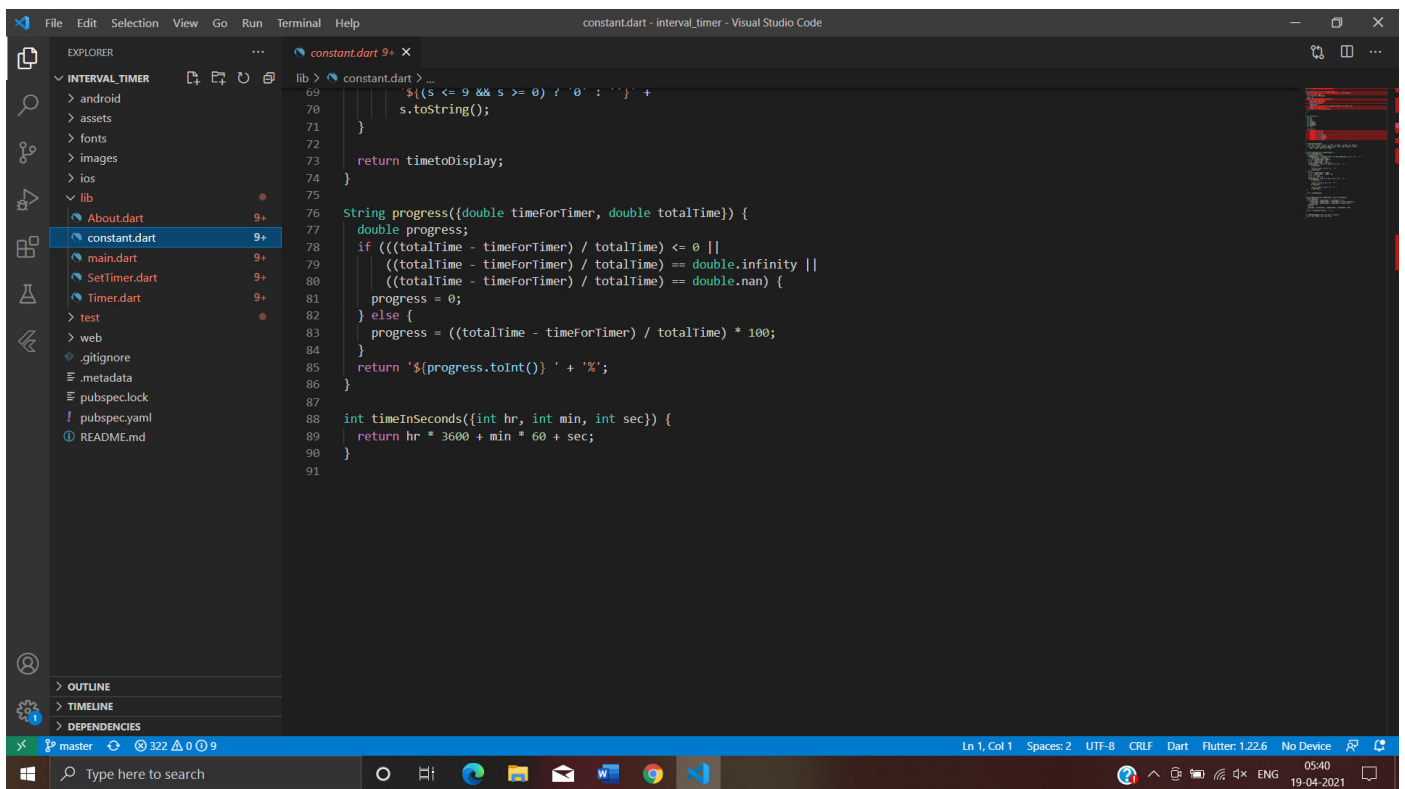 File Edit Selection View Go Run Terminal Help
constant.dart - interval_timer - Visual Studio Code
EXPLORER
constant.dart 9+
INTERVAL_TIMER
lib > constant.dart > ...
> android
> assets
> fonts
> images
> ios
lib
About.dart 9+
constant.dart 9+
main.dart 9+
SetTimer.dart 9+
Timer.dart 9+
> test
> web
.gitignore
.metadata
pubspec.lock
pubspec.yaml
README.md
69 '${(s <= 9 && s >= 0) ? '0' : ''}' +
70 s.toString();
71 }
72
73 return timetoDisplay;
74 }
75
76 String progress({double timeForTimer, double totalTime}) {
77 double progress;
78 if (((totalTime - timeForTimer) / totalTime) <= 0 ||
79 ((totalTime - timeForTimer) / totalTime) == double.infinity ||
80 ((totalTime - timeForTimer) / totalTime) == double.nan) {
81 progress = 0;
82 } else {
83 progress = ((totalTime - timeForTimer) / totalTime) * 100;
84 }
85 return '${progress.toInt()} ' + '%';
86 }
87
88 int timeInSeconds({int hr, int min, int sec}) {
89 return hr * 3600 + min * 60 + sec;
90 }
91
> OUTLINE
> TIMELINE
> DEPENDENCIES
1
master 322 0 9
Ln 1, Col 1 Spaces: 2 UTF-8 CRLF Dart Flutter: 1.22.6 No Device
Type here to search
ENG
05:40
19-04-2021